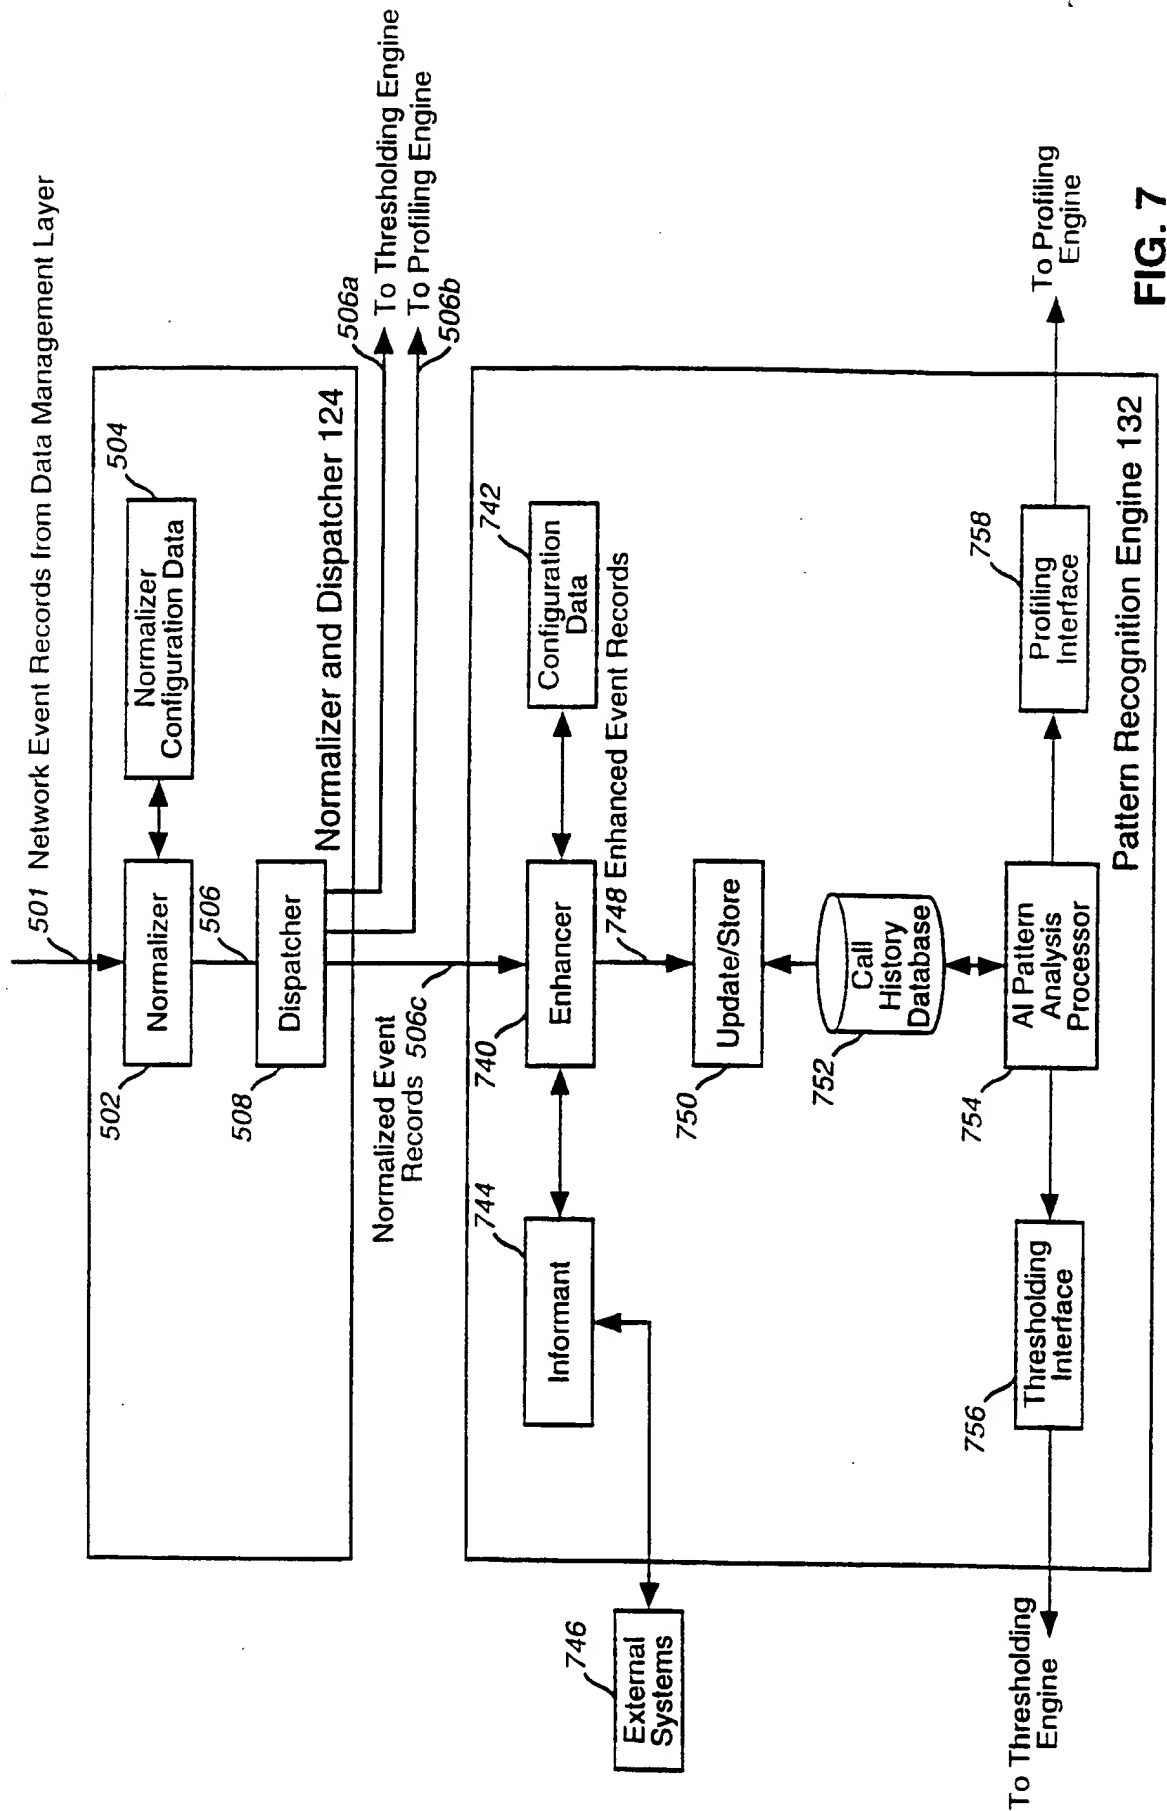 501 Network Event Records from Data Management Layer
504
Normalizer
Configuration Data
Normalizer
502
506
Dispatcher
508
Normalizer and Dispatcher 124
506a
To Thresholding Engine
To Profiling Engine
506b
Normalized Event
Records 506c
742
Configuration
Data
Enhancer
740
744
Informant
746
External
Systems
748 Enhanced Event Records
Update/Store
750
Call
History
Database
752
AI Pattern
Analysis
Processor
754
758
Profiling
Interface
To Profiling
Engine
Thresholding
Interface
756
To Thresholding
Engine
Pattern Recognition Engine 132
FIG. 7